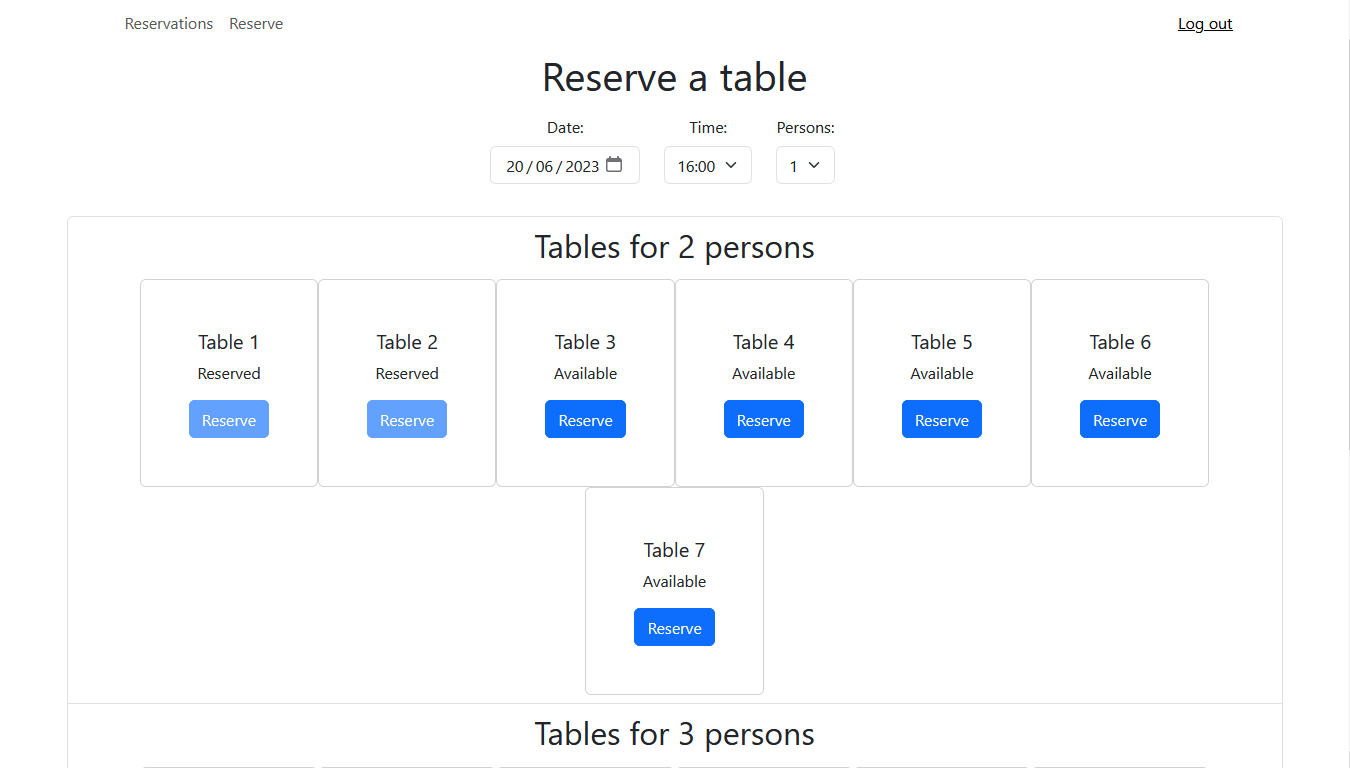 Reservations Reserve Log out
Reserve a table
Date: Time: Persons:
20 / 06 / 2023 16:00 1
Tables for 2 persons
Table 1 Table 2 Table 3 Table 4 Table 5 Table 6
Reserved Reserved Available Available Available Available
Reserve Reserve Reserve Reserve Reserve Reserve
Table 7
Available
Reserve
Tables for 3 persons